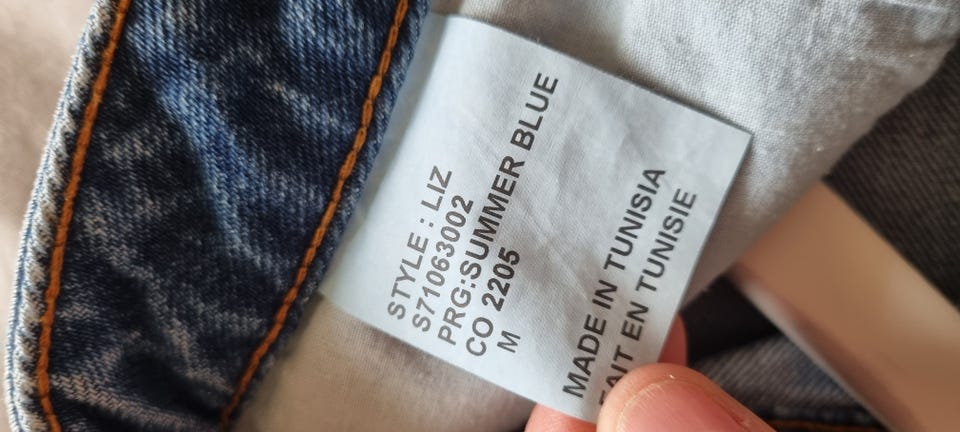 STYLE : LIZ
S71063002
PRG:SUMMER BLUE
CO 2205
M
MADE IN TUNISIA
FAIT EN TUNISIE